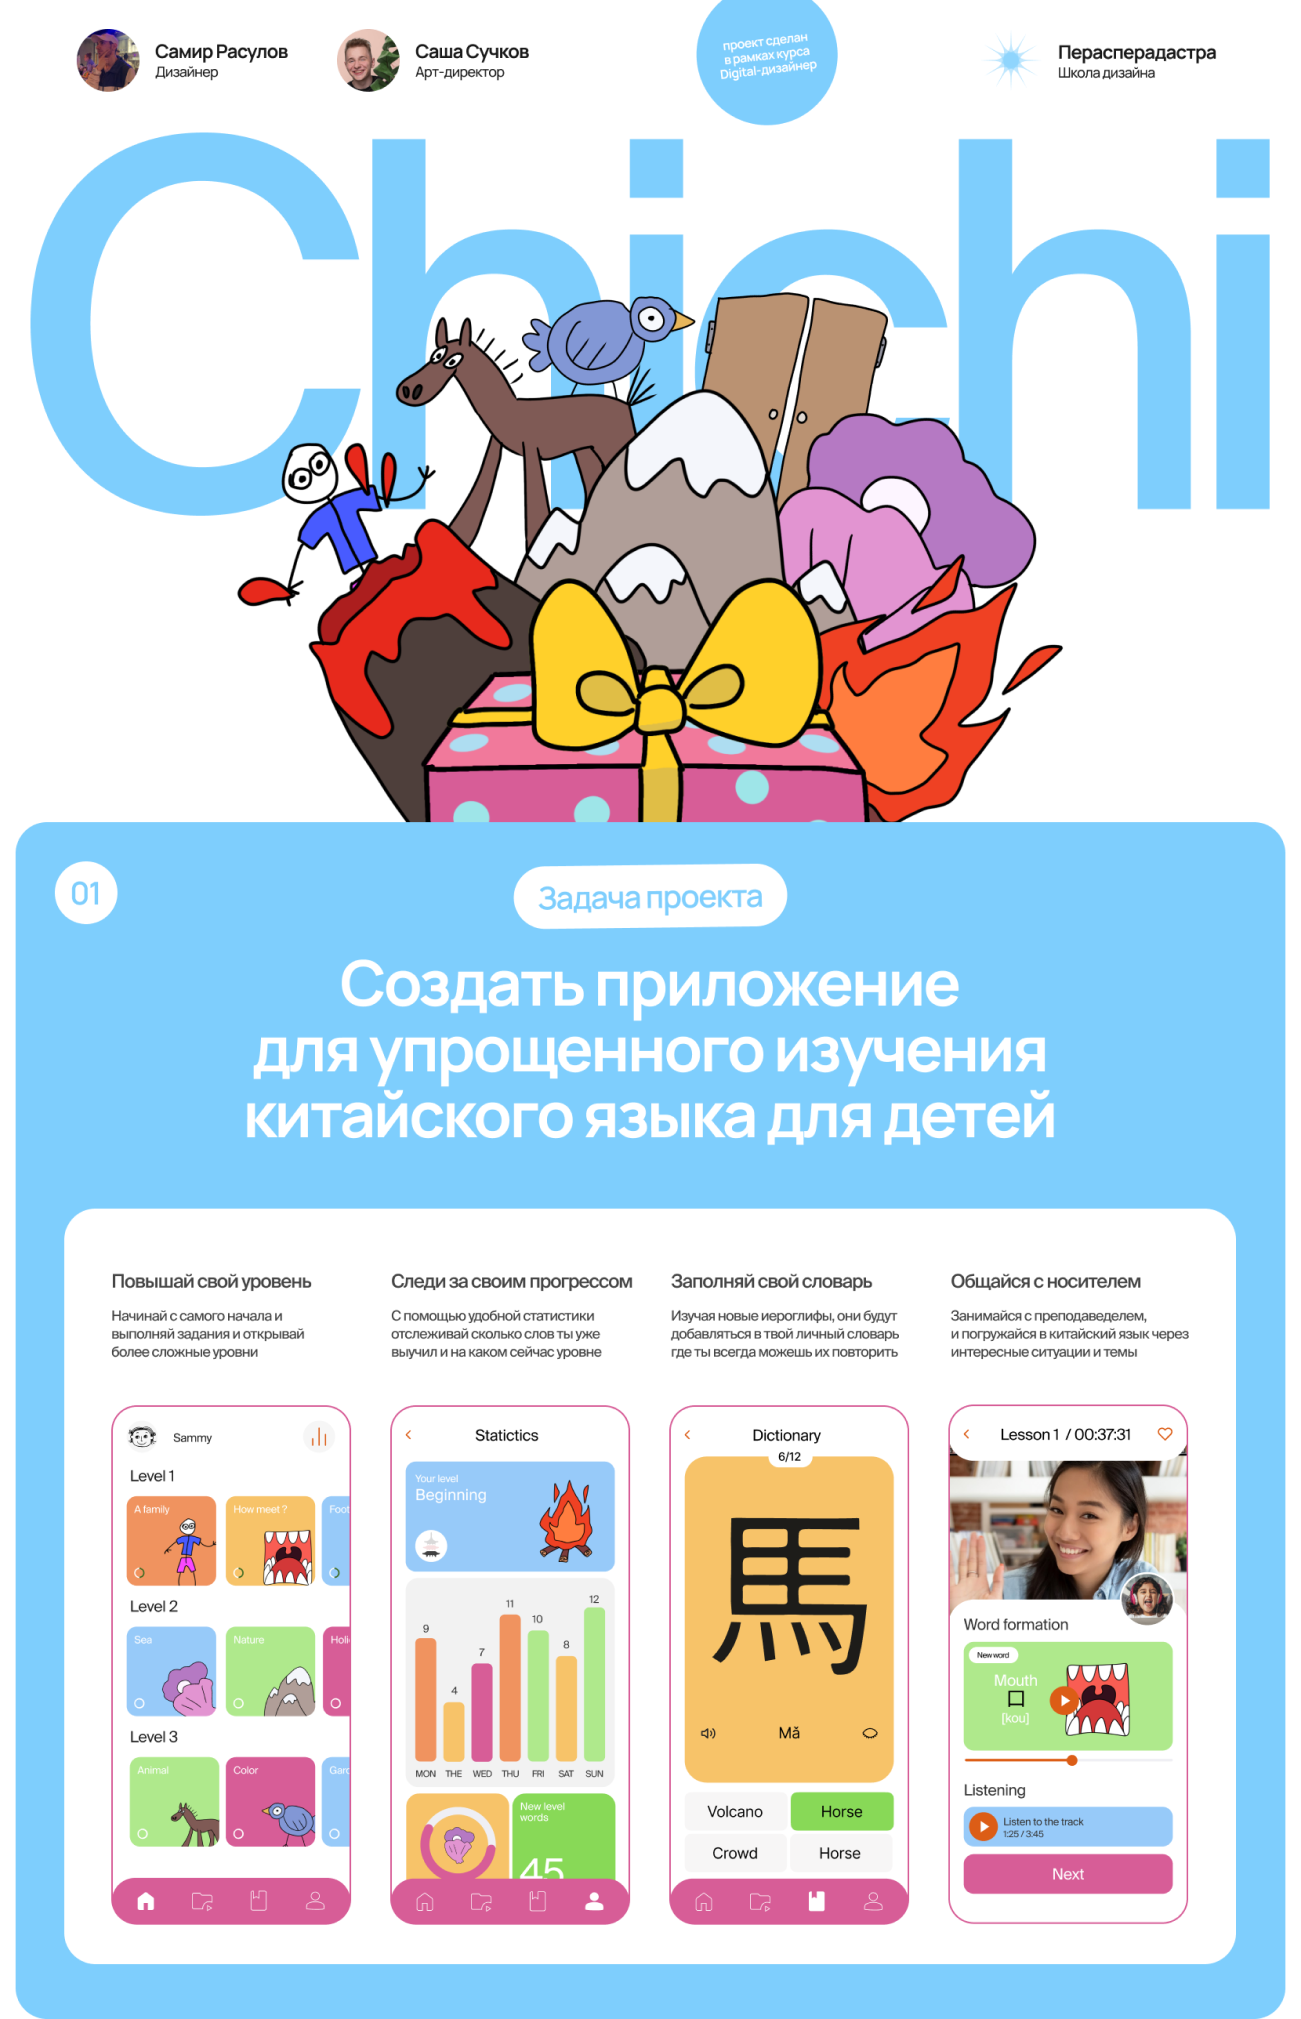 Самир Расулов
Дизайнер
Саша Сучков
Арт-директор
проект сделан
в рамках курса
Digital-дизайнер
Перасперадастра
Школа дизайна
Chichi
01
Задача проекта
Создать приложение
для упрощенного изучения
китайского языка для детей
Повышай свой уровень
Начинай с самого начала и
выполняй задания и открывай
более сложные уровни
Следи за своим прогрессом
С помощью удобной статистики
отслеживай сколько слов ты уже
выучил и на каком сейчас уровне
Заполняй свой словарь
Изучая новые иероглифы, они будут
добавляться в твой личный словарь
где ты всегда можешь их повторить
Общайся с носителем
Занимайся с преподаведелем,
и погружайся в китайский язык через
интересные ситуации и темы
Sammy
Level 1
A family
How meet ?
Foot
Level 2
Sea
Nature
Holi
Level 3
Animal
Color
Gard
Statictics
Your level
Beginning
9
4
7
11
10
8
12
MON THE WED THU FRI SAT SUN
New level
words
45
Dictionary
6/12
馬
Mă
Volcano
Horse
Crowd
Horse
Lesson 1 / 00:37:31
Word formation
New word
Mouth
口
[kou]
Listening
Listen to the track
1:25 / 3:45
Next